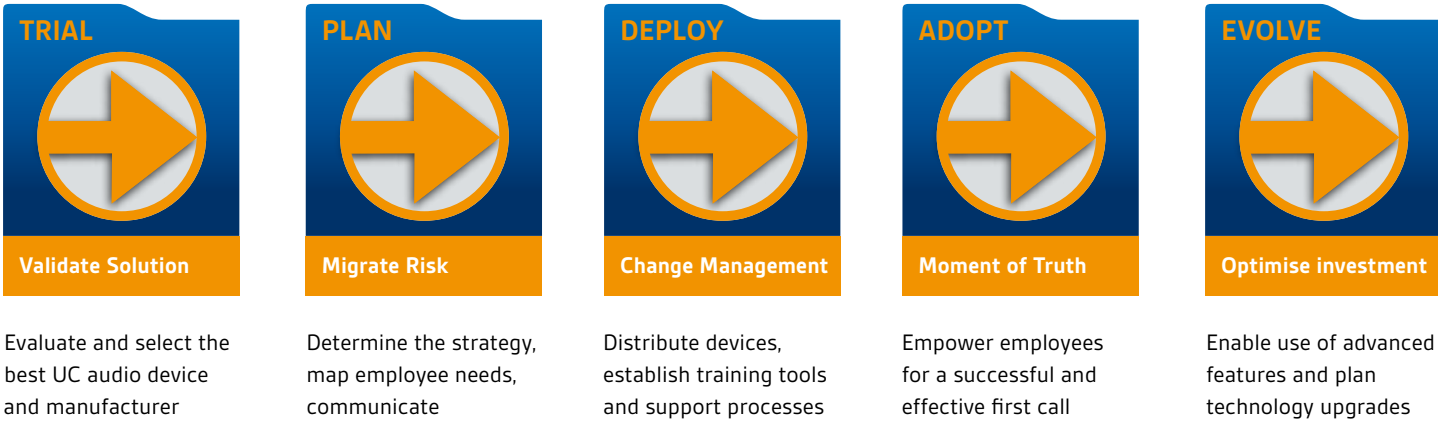 TRIAL
Validate Solution
Evaluate and select the
best UC audio device
and manufacturer
PLAN
Migrate Risk
Determine the strategy,
map employee needs,
communicate
DEPLOY
Change Management
Distribute devices,
establish training tools
and support processes
ADOPT
Moment of Truth
Empower employees
for a successful and
effective first call
EVOLVE
Optimise investment
Enable use of advanced
features and plan
technology upgrades